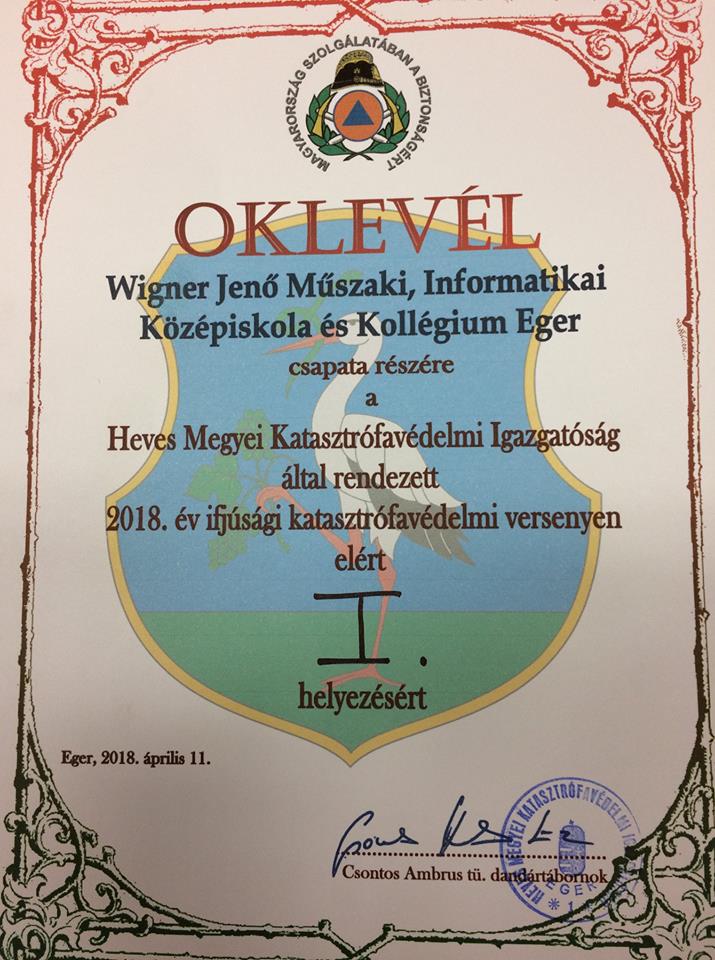 MAGYARORSZÁG SZOLGÁLATÁBAN A BIZTONSÁGÉRT
OKLEVÉL
Wigner Jenő Műszaki, Informatikai
Középiskola és Kollégium Eger
csapata részére
a
Heves Megyei Katasztrófavédelmi Igazgatóság
által rendezett
2018. év ifjúsági katasztrófavédelmi versenyen
elért
I.
helyezésért
Eger, 2018. április 11.
Csontos Ambrus tű. dandártábornok
HEVES MEGYEI KATASZTRÓFAVÉDELMI
EGER
* 1.